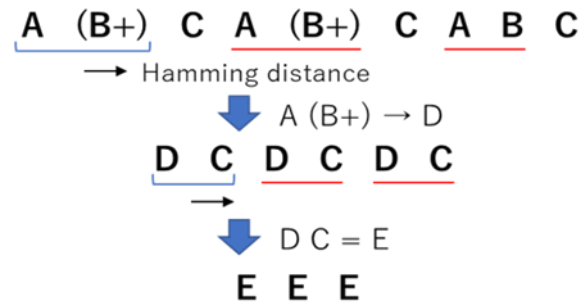 A (B+) C A (B+) C A B C
Hamming distance
A (B+) → D
D C D C D C
D C = E
E E E